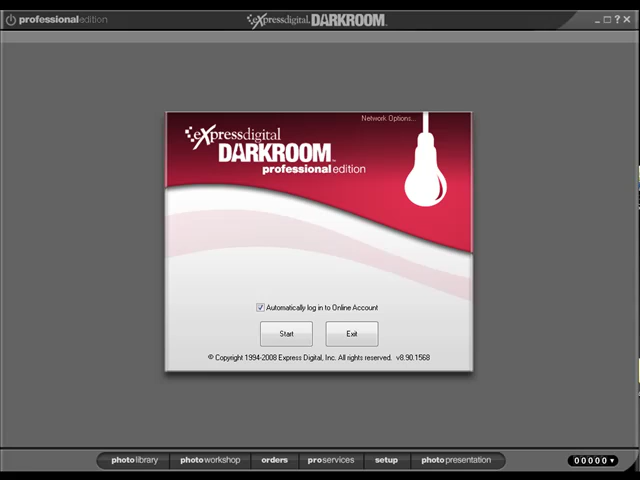 professionaledition
eXpressdigital. DARKROOM
Network Options...
eXpressdigital
DARKROOM™
professionaledition
Automatically log in to Online Account
Start
Exit
© Copyright 1994-2008 Express Digital, Inc. All rights reserved. v8.90.1568
photolibrary
photoworkshop
orders
proservices
setup
photopresentation
00000